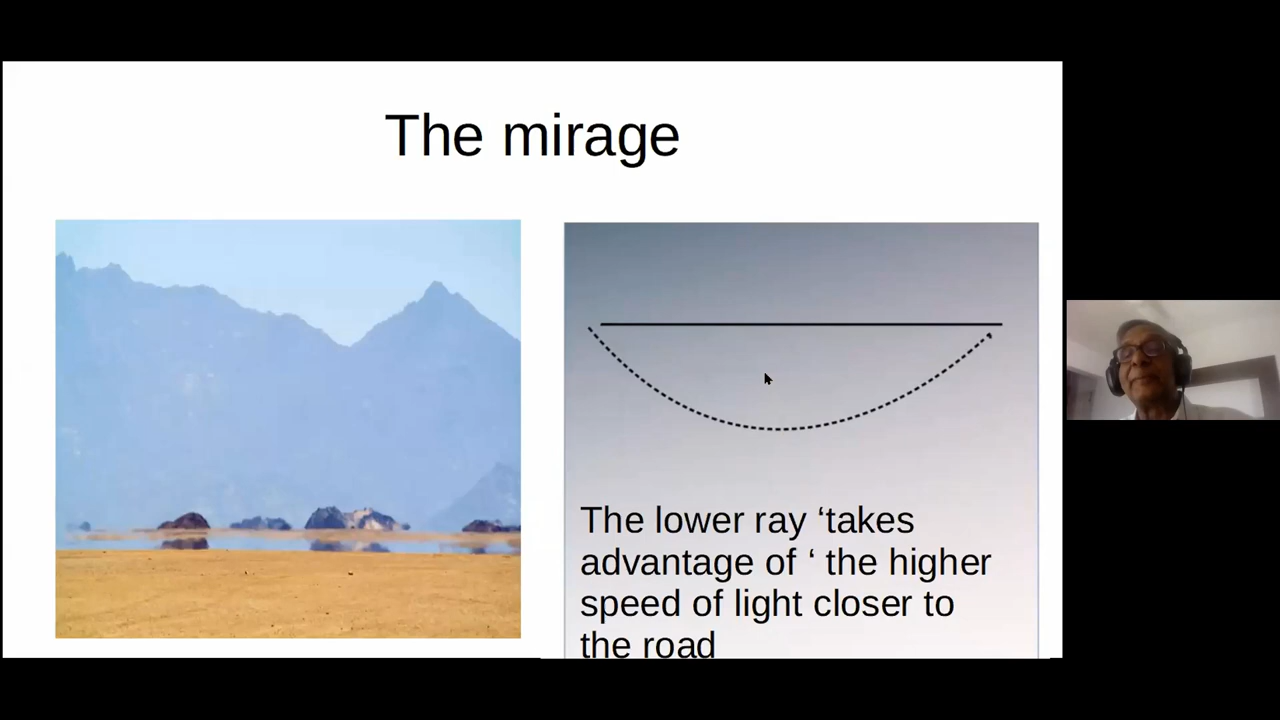 The mirage
The lower ray ‘takes
advantage of ‘ the higher
speed of light closer to
the road